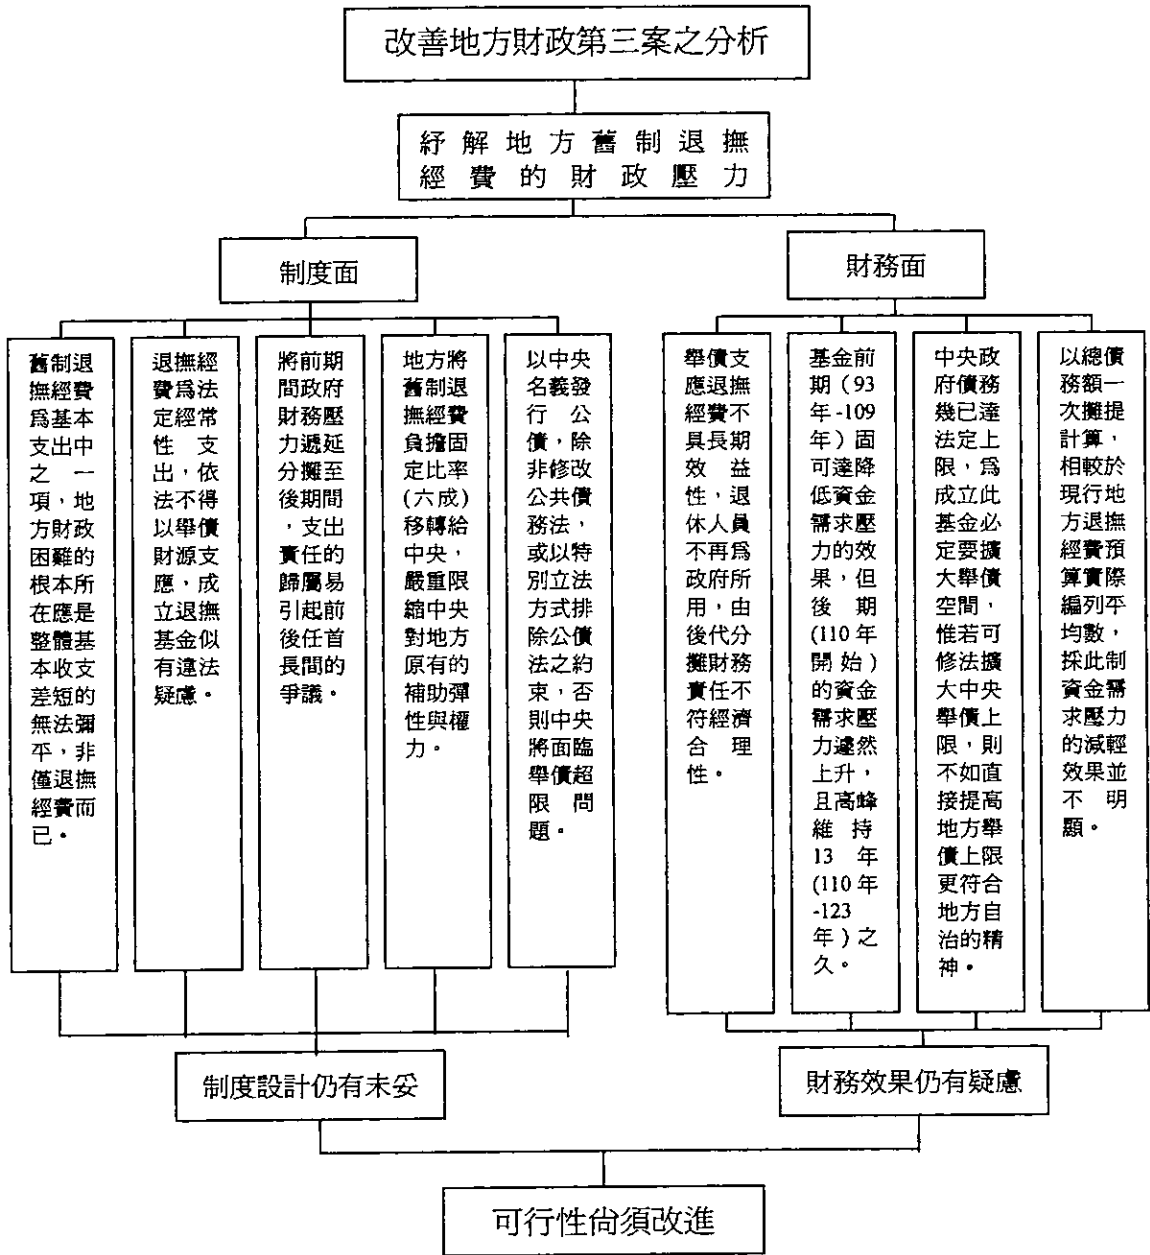 改善地方財政第三案之分析
紓解地方舊制退撫
經費的財政壓力
制度面
財務面
舊制退
撫經費
為基本
支出中
之一
項，地
方財政
困難的
根本所
在應是
整體基
本收支
差短的
無法彌
平，非
僅退撫
經費而
已。
退撫經
費為法
定經常
性支
出，依
法不得
以舉債
財源支
應，成
立退撫
基金似
有違法
疑慮。
將前期
間政府
財務壓
力遞延
分攤至
後期間
，支出
責任的
歸屬易
引起前
後任首
長間的
爭議。
地方將
舊制退
撫經費
負擔固
定比率
(六成)
移轉給
中央，
嚴重限
縮中央
對地方
原有的
補助彈
性與權
力。
以中央
名義發
行公
債，除
非修改
公共債
務法，
或以特
別立法
方式排
除公債
法之約
束，否
則中央
將面臨
舉債超
限問
題。
舉債支
應退撫
經費不
具長期
效益
性，退
休人員
不再為
政府所
用，由
後代分
攤財務
責任不
符經濟
合理
性。
基金前
期（93
年-109
年）固
可達降
低資金
需求壓
力的效
果，但
後期
(110年
開始)
的資金
需求壓
力遽然
上升，
且高峰
維持
13年
(110年
-123
年)之
久。
中央政
府債務
幾已達
法定上
限，為
成立此
基金必
定要擴
大舉債
空間，
惟若可
修法擴
大中央
舉債上
限，則
不如直
接提高
地方舉
債上限
更符合
地方自
治的精
神。
以總債
務額一
次攤提
計算，
相較於
現行地
方退撫
經費預
算實際
編列平
均數，
採此制
資金需
求壓力
的減輕
效果並
不明
顯。
制度設計仍有未妥
財務效果仍有疑慮
可行性尚須改進